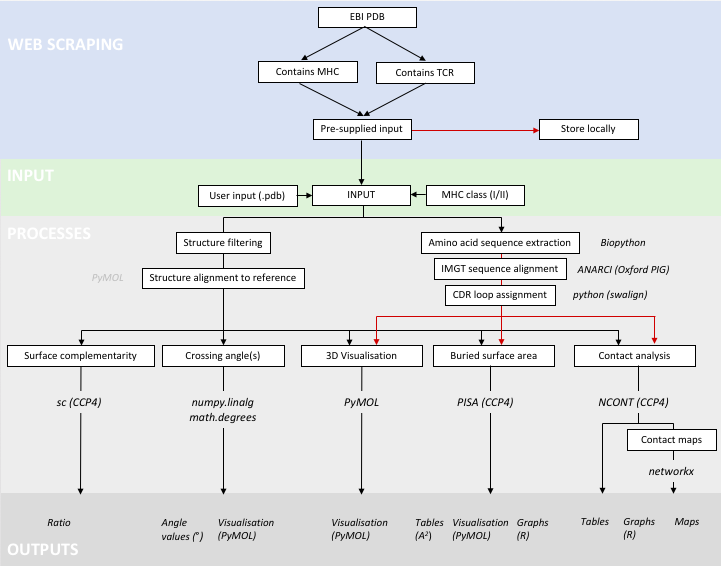 EBI PDB
WEB SCRAPING
Contains MHC
Contains TCR
Pre-supplied input
Store locally
INPUT
User input (.pdb)
INPUT
MHC class (I/II)
PROCESSES
Structure filtering
Amino acid sequence extraction
Biopython
PyMOL
Structure alignment to reference
IMGT sequence alignment
ANARCI (Oxford PIG)
CDR loop assignment
python (swalign)
Surface complementarity
Crossing angle(s)
3D Visualisation
Buried surface area
Contact analysis
sc (CCP4)
numpy.linalg
math.degrees
PyMOL
PISA (CCP4)
NCONT (CCP4)
Contact maps
networkx
Ratio
Angle
values (°)
Visualisation
(PyMOL)
Visualisation
(PyMOL)
Tables
(A²)
Visualisation
(PyMOL)
Graphs
(R)
Tables
Graphs
(R)
Maps
OUTPUTS